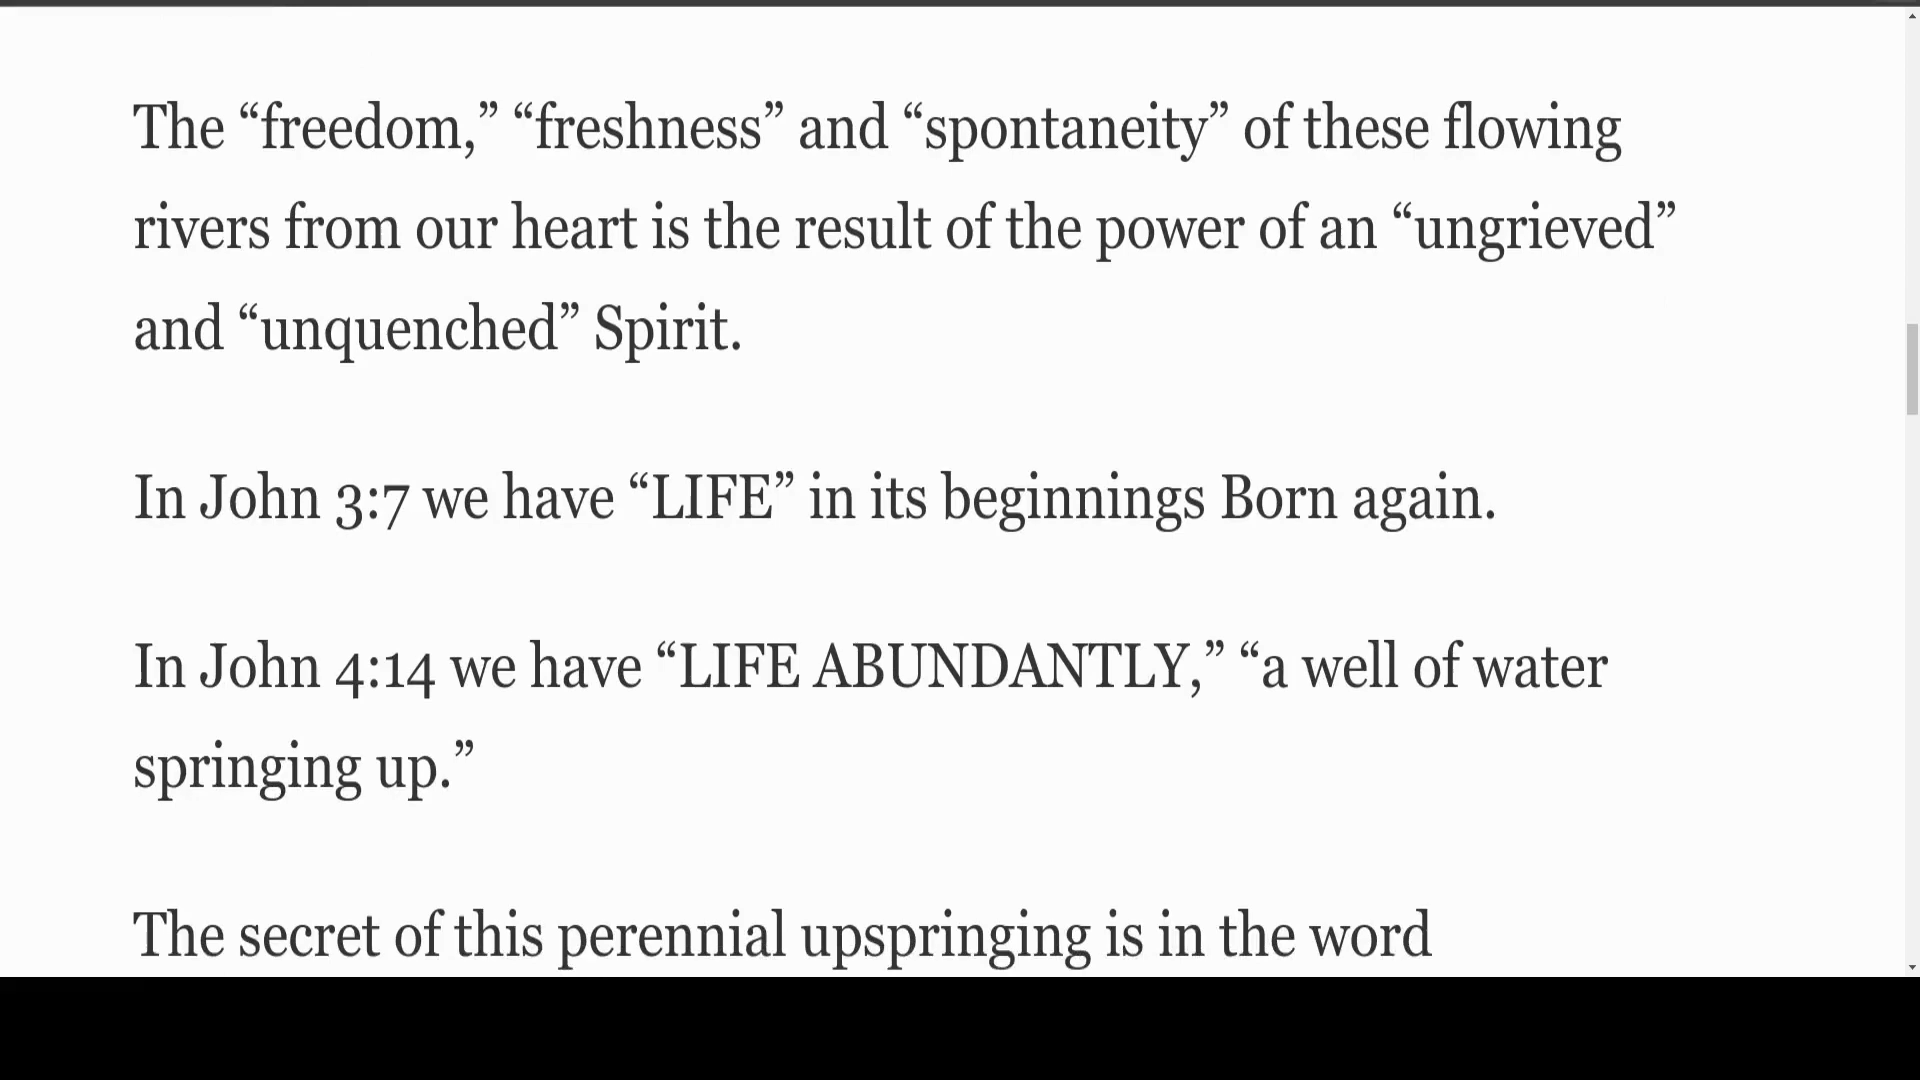 The “freedom,” “freshness” and “spontaneity” of these flowing
rivers from our heart is the result of the power of an “ungrieved”
and “unquenched” Spirit.
In John 3:7 we have “LIFE” in its beginnings Born again.
In John 4:14 we have “LIFE ABUNDANTLY,” “a well of water
springing up.”
The secret of this perennial upspringing is in the word